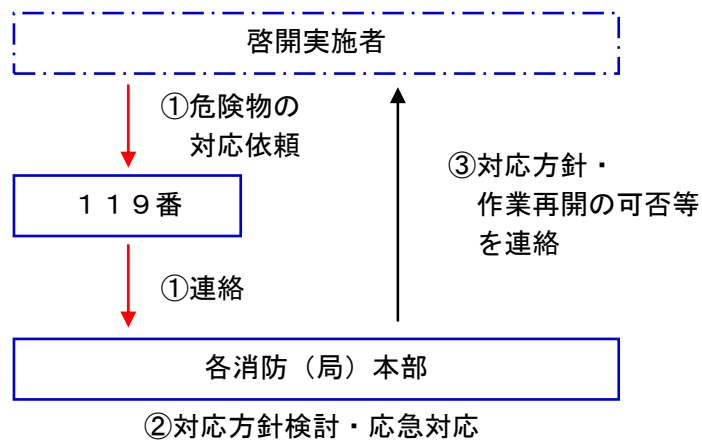 啓開実施者
①危険物の
対応依頼
③対応方針・
作業再開の可否等
を連絡
１１９番
①連絡
各消防（局）本部
②対応方針検討・応急対応